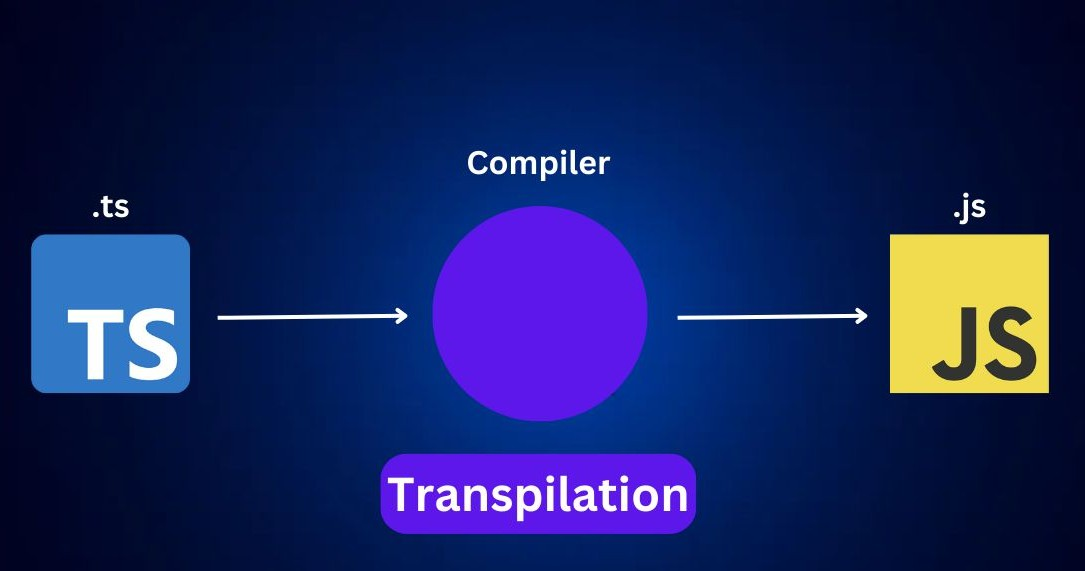 Compiler
.ts
.js
TS
JS
Transpilation